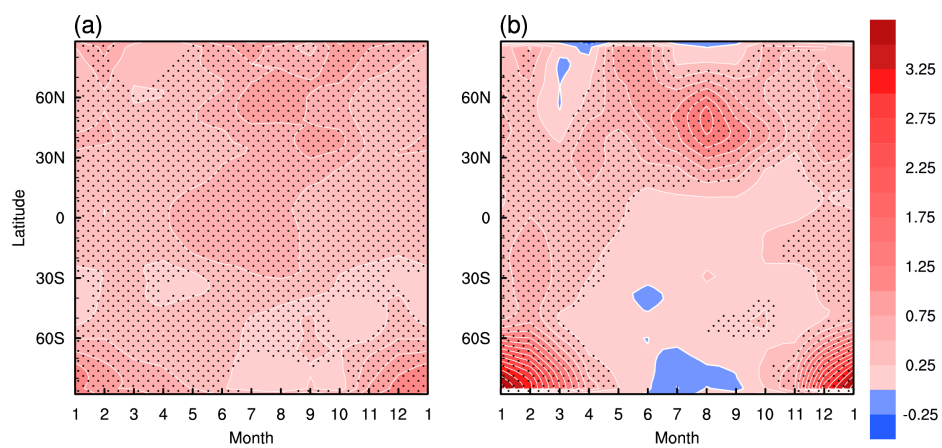 (a)
(b)
60N
30N
0
30S
60S
Latitude
1 2 3 4 5 6 7 8 9 10 11 12 1
Month
60N
30N
0
30S
60S
1 2 3 4 5 6 7 8 9 10 11 12 1
Month
3.25
2.75
2.25
1.75
1.25
0.75
0.25
-0.25